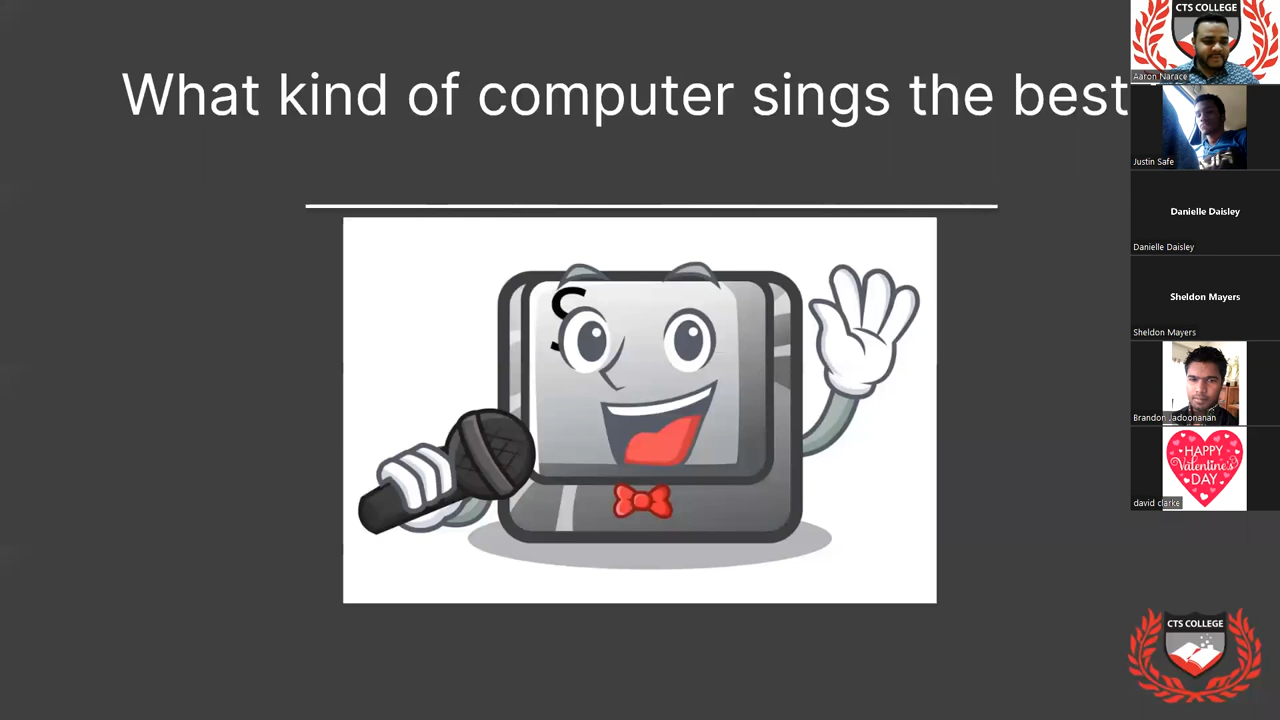 What kind of computer sings the best
S
CTS COLLEGE
Aaron Narace
Justin Safe
Danielle Daisley
Danielle Daisley
Sheldon Mayers
Sheldon Mayers
Brandon Jadoonanan
HAPPY
Valentine's
DAY
david clarke
CTS COLLEGE